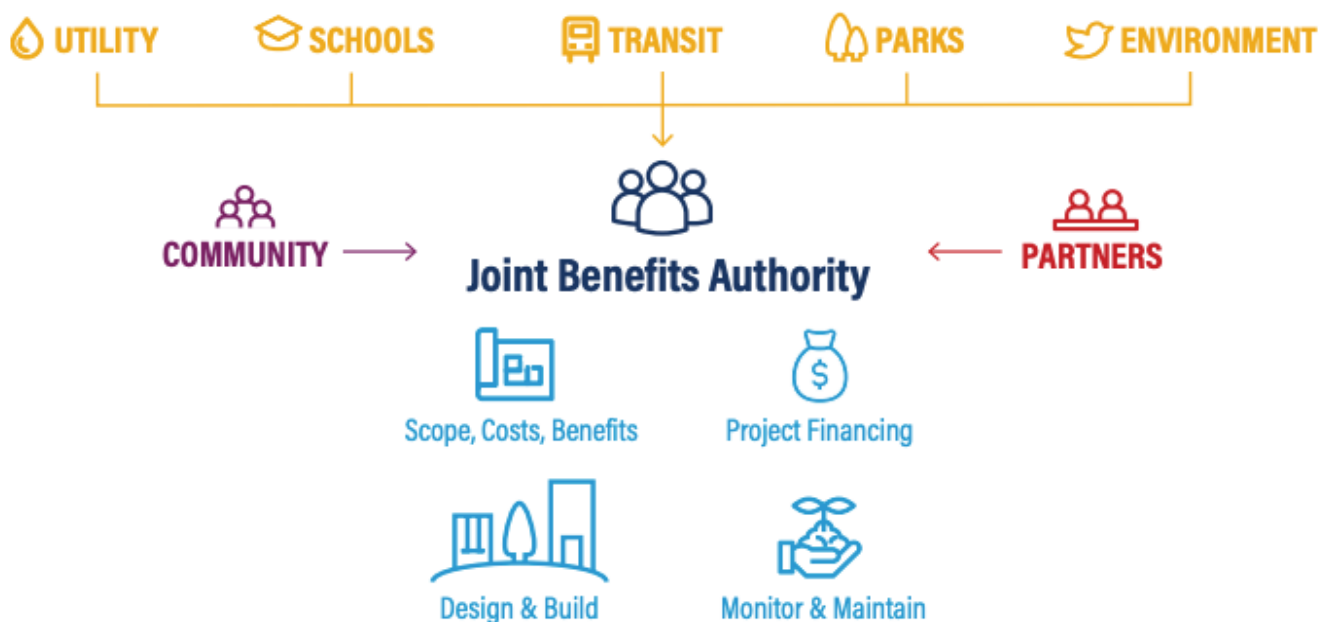 UTILITY
SCHOOLS
TRANSIT
PARKS
ENVIRONMENT
COMMUNITY
PARTNERS
Joint Benefits Authority
$
Scope, Costs, Benefits
Project Financing
Design & Build
Monitor & Maintain